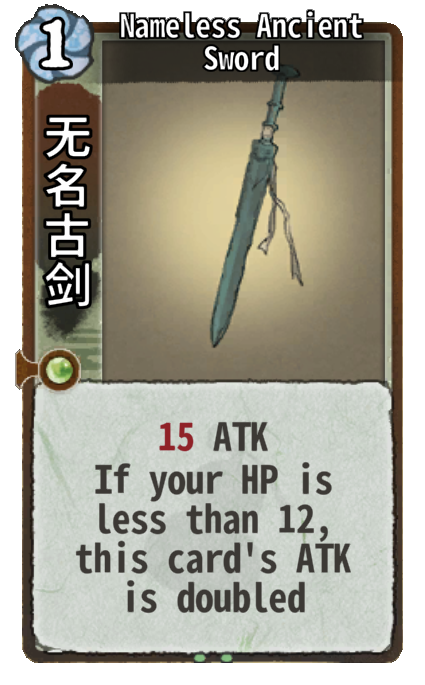 1
Nameless Ancient
Sword
无名古剑
15 ATK
If your HP is
less than 12,
this card's ATK
is doubled